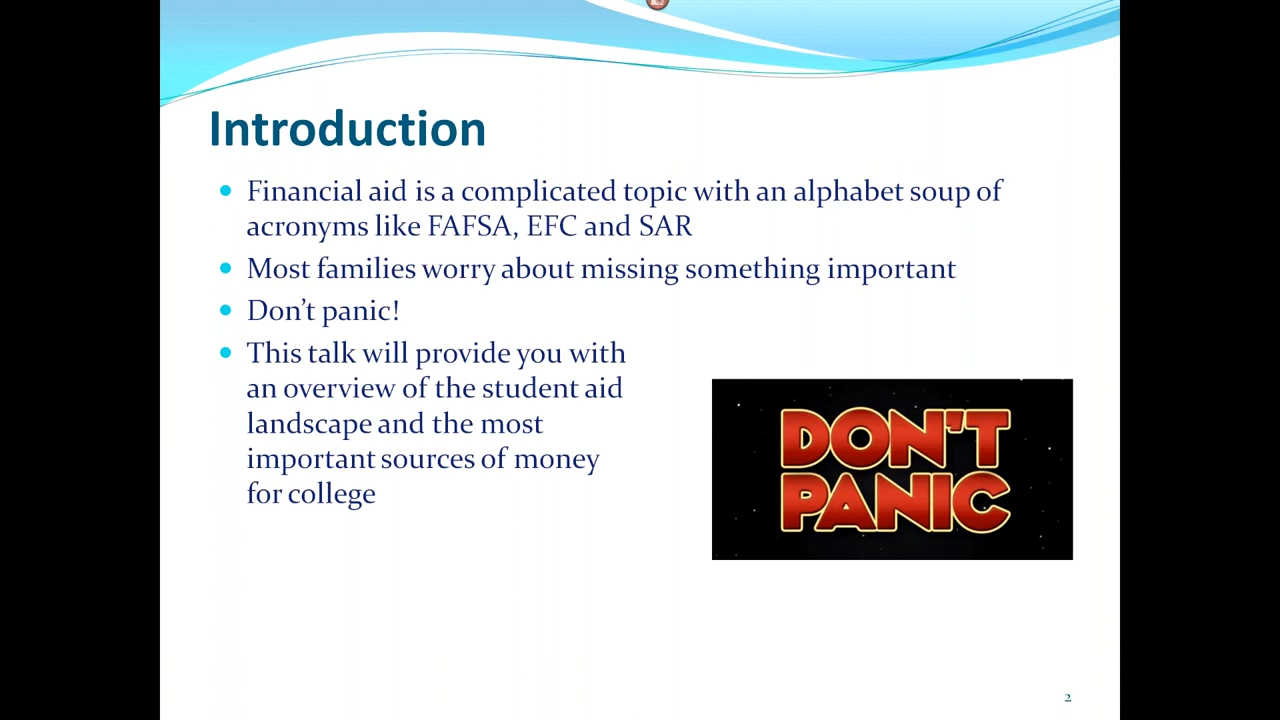 Introduction
Financial aid is a complicated topic with an alphabet soup of
acronyms like FAFSA, EFC and SAR
Most families worry about missing something important
Don't panic!
This talk will provide you with
an overview of the student aid
landscape and the most
important sources of money
for college
DON'T
PANIC
2